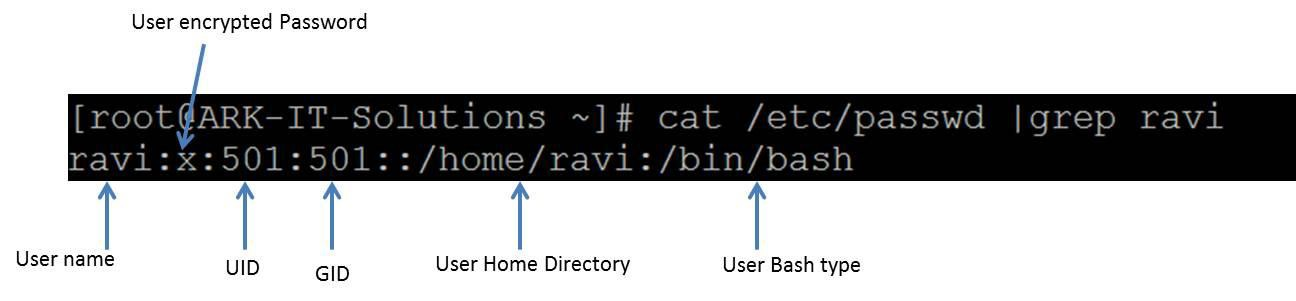 User encrypted Password
[root@ARK-IT-Solutions ~]# cat /etc/passwd |grep ravi
ravi:x:501:501::/home/ravi:/bin/bash
User name
UID
GID
User Home Directory
User Bash type